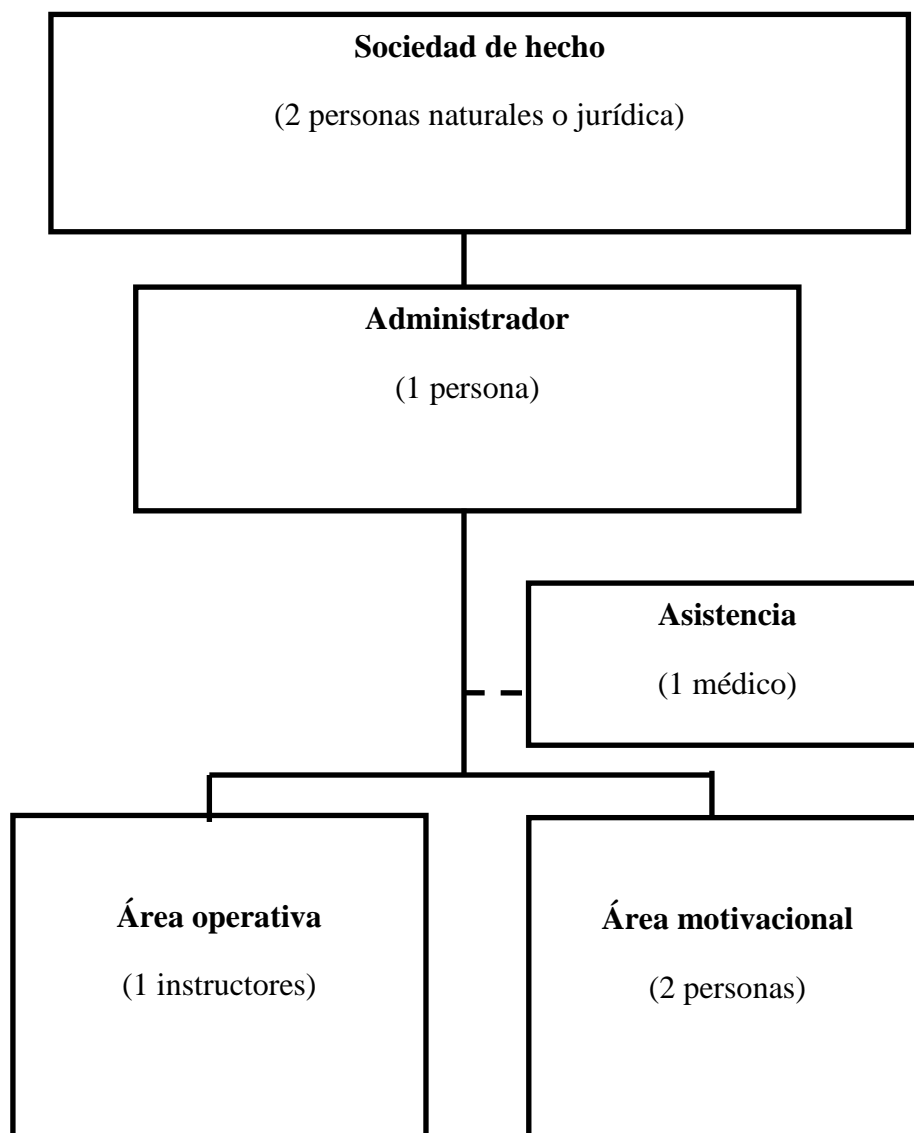 Sociedad de hecho
(2 personas naturales o jurídica)
Administrador
(1 persona)
Asistencia
(1 médico)
Área operativa
(1 instructores)
Área motivacional
(2 personas)